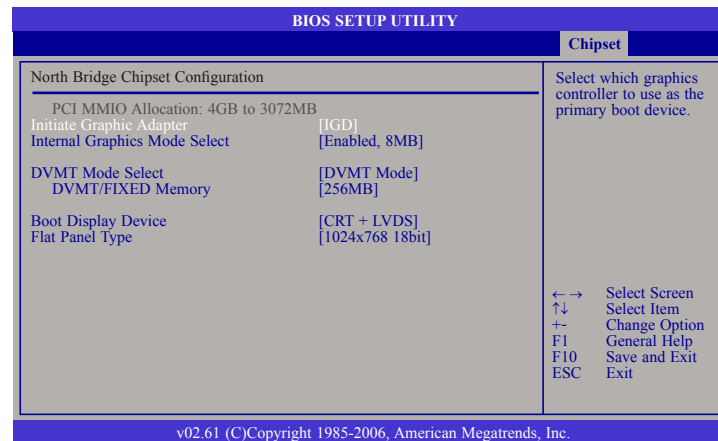 BIOS SETUP UTILITY
Chipset
North Bridge Chipset Configuration
PCI MMIO Allocation: 4GB to 3072MB
Initiate Graphic Adapter [IGD]
Internal Graphics Mode Select [Enabled, 8MB]
DVMT Mode Select [DVMT Mode]
DVMT/FIXED Memory [256MB]
Boot Display Device [CRT + LVDS]
Flat Panel Type [1024x768 18bit]
Select which graphics
controller to use as the
primary boot device.
←→ Select Screen
↑↓ Select Item
+- Change Option
F1 General Help
F10 Save and Exit
ESC Exit
v02.61 (C)Copyright 1985-2006, American Megatrends, Inc.